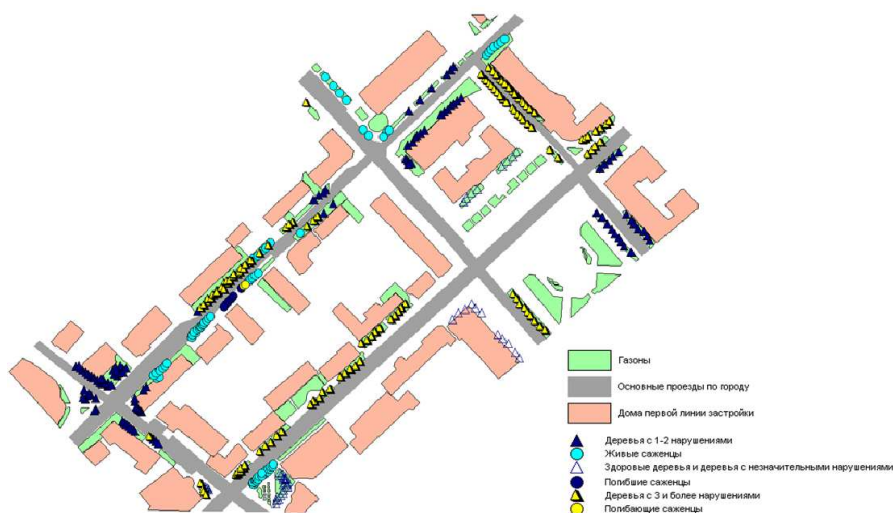 Газоны
Основные проезды по городу
Дома первой линии застройки
Деревья с 1-2 нарушениями
Живые саженцы
Здоровые деревья и деревья с незначительными нарушениями
Погибшие саженцы
Деревья с 3 и более нарушениями
Погибающие саженцы